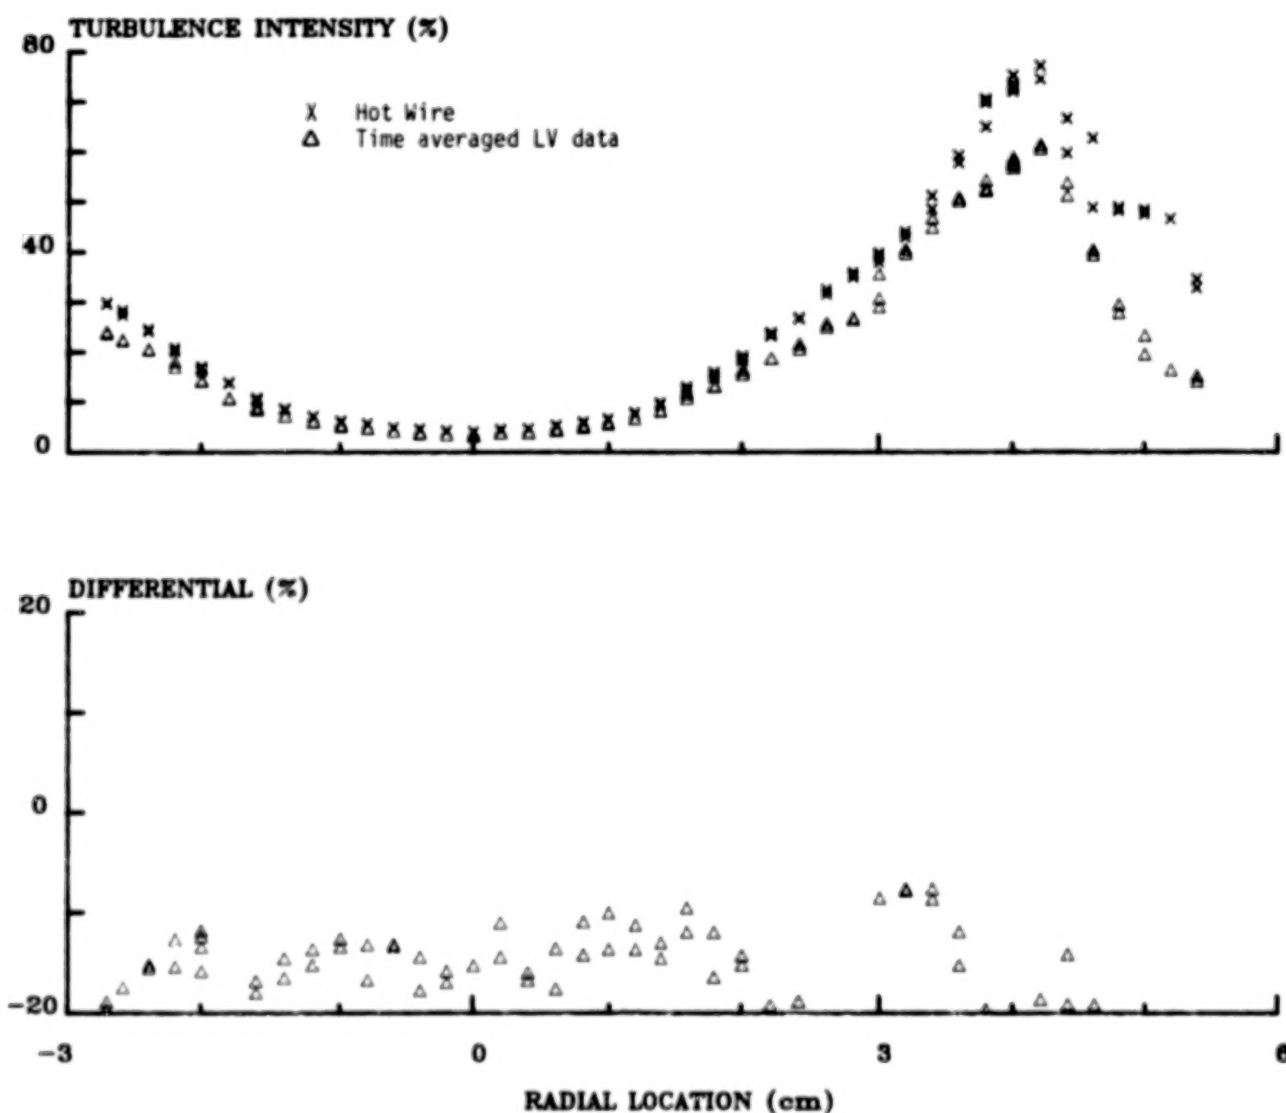 TURBULENCE INTENSITY (%)
80
X Hot Wire
Δ Time averaged LV data
40
0
DIFFERENTIAL (%)
20
0
-20
-3 0 3 6
RADIAL LOCATION (cm)